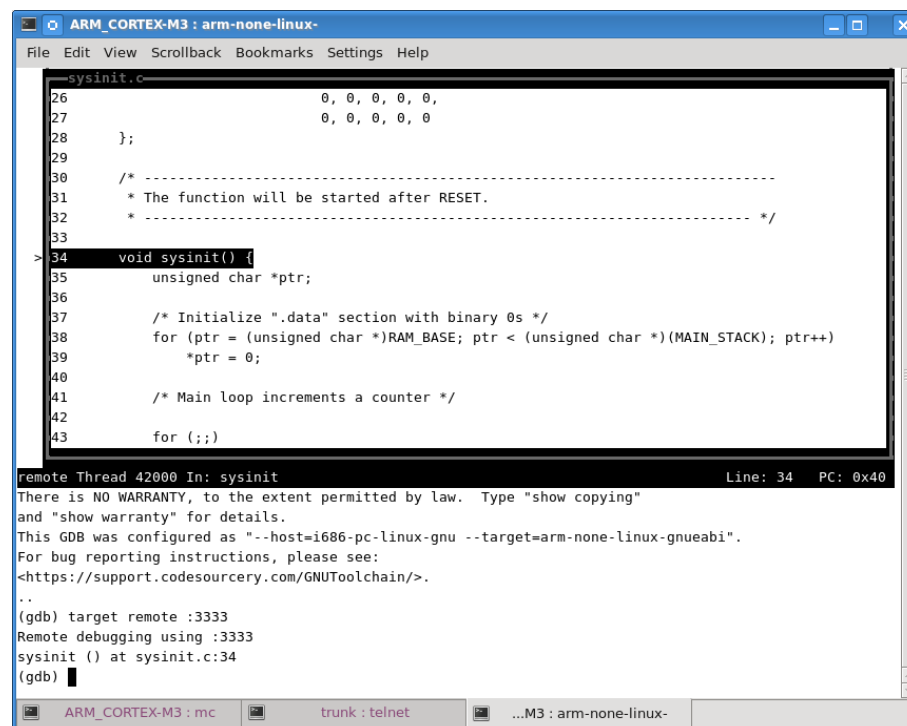 ARM_CORTEX-M3 : arm-none-linux-
File Edit View Scrollback Bookmarks Settings Help
sysinit.c
26 0, 0, 0, 0, 0,
27 0, 0, 0, 0, 0
28 };
29
30 /* ---------------------------------------------------------------------------
31 * The function will be started after RESET.
32 * ------------------------------------------------------------------------ */
33
>34 void sysinit() {
35 unsigned char *ptr;
36
37 /* Initialize ".data" section with binary 0s */
38 for (ptr = (unsigned char *)RAM_BASE; ptr < (unsigned char *)(MAIN_STACK); ptr++)
39 *ptr = 0;
40
41 /* Main loop increments a counter */
42
43 for (;;)
remote Thread 42000 In: sysinit Line: 34 PC: 0x40
There is NO WARRANTY, to the extent permitted by law. Type "show copying"
and "show warranty" for details.
This GDB was configured as "--host=i686-pc-linux-gnu --target=arm-none-linux-gnueabi".
For bug reporting instructions, please see:
<https://support.codesourcery.com/GNUToolchain/>.
..
(gdb) target remote :3333
Remote debugging using :3333
sysinit () at sysinit.c:34
(gdb)
ARM_CORTEX-M3 : mc trunk : telnet ...M3 : arm-none-linux-